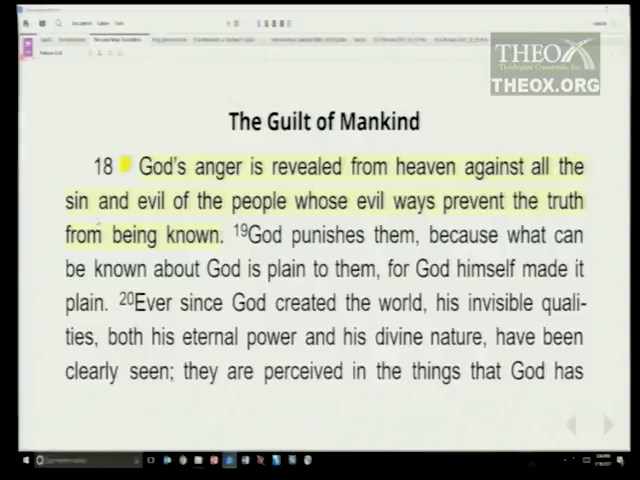 THEOX
THEOX.ORG
The Guilt of Mankind
18 God's anger is revealed from heaven against all the
sin and evil of the people whose evil ways prevent the truth
from being known. 19God punishes them, because what can
be known about God is plain to them, for God himself made it
plain. 20Ever since God created the world, his invisible quali-
ties, both his eternal power and his divine nature, have been
clearly seen; they are perceived in the things that God has